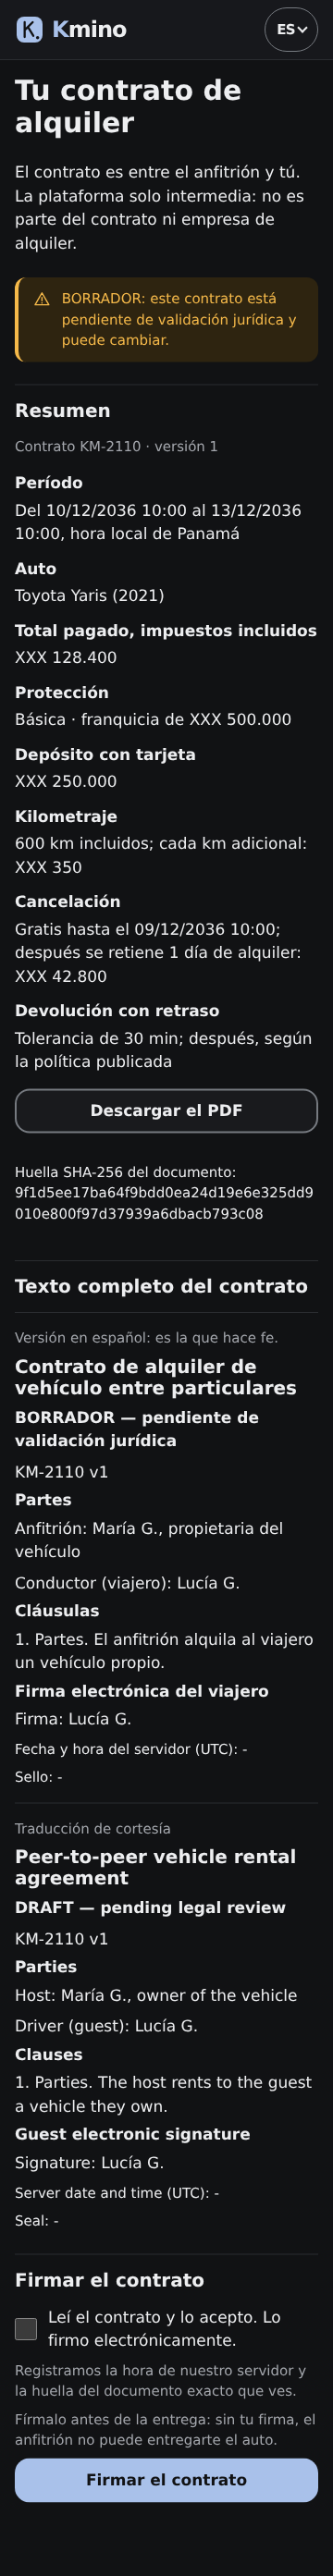 Kmino
ES
Tu contrato de
alquiler
El contrato es entre el anfitrión y tú.
La plataforma solo intermedia: no es
parte del contrato ni empresa de
alquiler.
BORRADOR: este contrato está
pendiente de validación jurídica y
puede cambiar.
Resumen
Contrato KM-2110 · versión 1
Período
Del 10/12/2036 10:00 al 13/12/2036
10:00, hora local de Panamá
Auto
Toyota Yaris (2021)
Total pagado, impuestos incluidos
XXX 128.400
Protección
Básica · franquicia de XXX 500.000
Depósito con tarjeta
XXX 250.000
Kilometraje
600 km incluidos; cada km adicional:
XXX 350
Cancelación
Gratis hasta el 09/12/2036 10:00;
después se retiene 1 día de alquiler:
XXX 42.800
Devolución con retraso
Tolerancia de 30 min; después, según
la política publicada
Descargar el PDF
Huella SHA-256 del documento:
9f1d5ee17ba64f9bdd0ea24d19e6e325dd9
010e800f97d37939a6dbacb793c08
Texto completo del contrato
Versión en español: es la que hace fe.
Contrato de alquiler de
vehículo entre particulares
BORRADOR — pendiente de
validación jurídica
KM-2110 v1
Partes
Anfitrión: María G., propietaria del
vehículo
Conductor (viajero): Lucía G.
Cláusulas
1. Partes. El anfitrión alquila al viajero
un vehículo propio.
Firma electrónica del viajero
Firma: Lucía G.
Fecha y hora del servidor (UTC): -
Sello: -
Traducción de cortesía
Peer-to-peer vehicle rental
agreement
DRAFT — pending legal review
KM-2110 v1
Parties
Host: María G., owner of the vehicle
Driver (guest): Lucía G.
Clauses
1. Parties. The host rents to the guest
a vehicle they own.
Guest electronic signature
Signature: Lucía G.
Server date and time (UTC): -
Seal: -
Firmar el contrato
Leí el contrato y lo acepto. Lo
firmo electrónicamente.
Registramos la hora de nuestro servidor y
la huella del documento exacto que ves.
Fírmalo antes de la entrega: sin tu firma, el
anfitrión no puede entregarte el auto.
Firmar el contrato